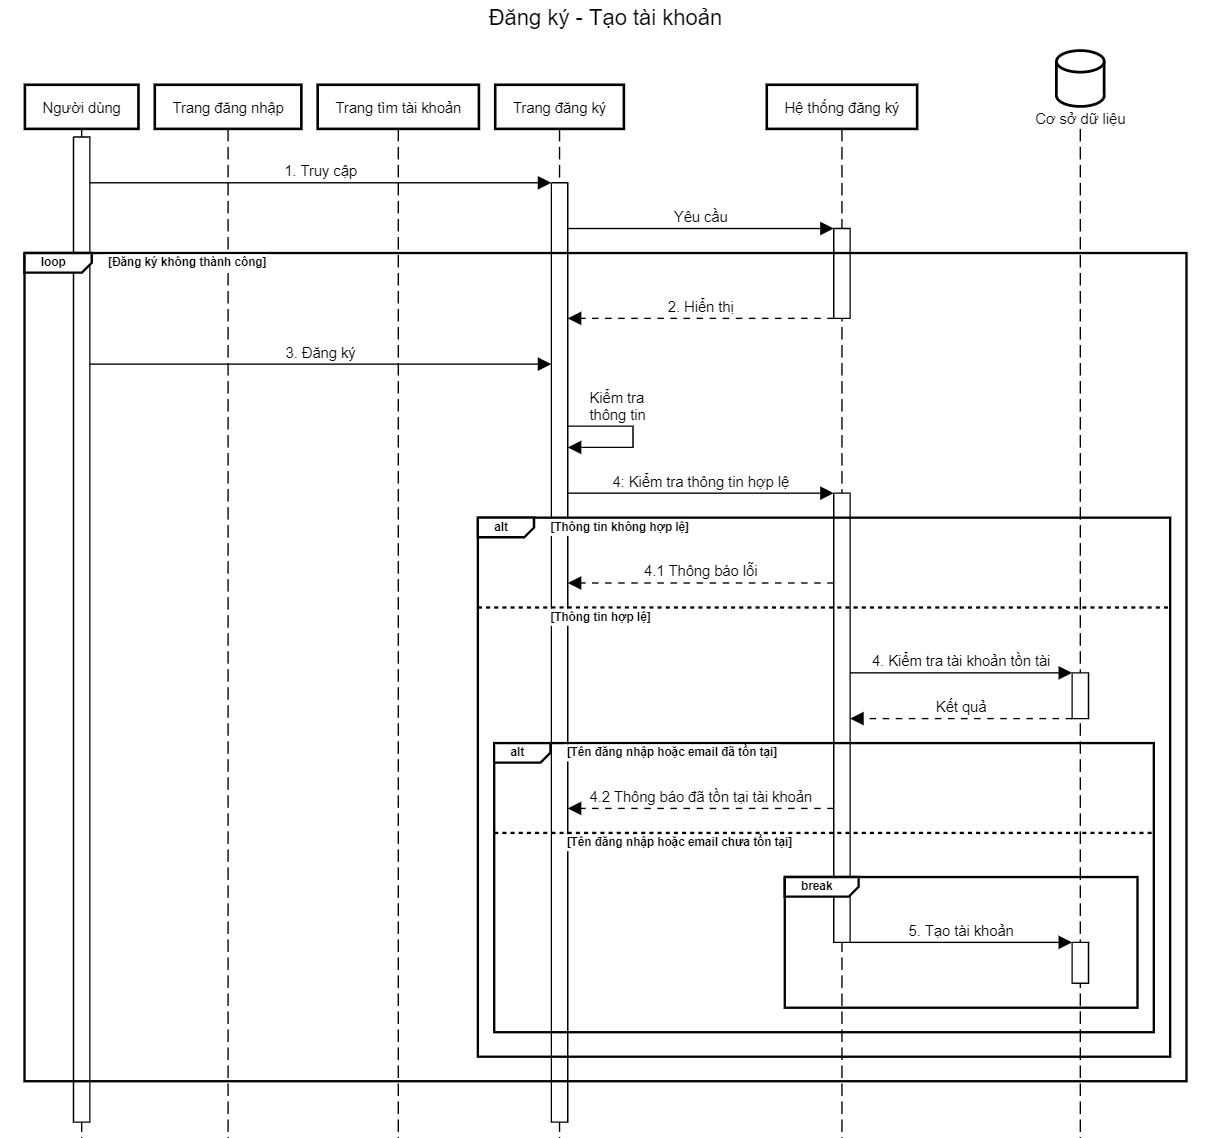 Đăng ký - Tạo tài khoản
Người dùng
Trang đăng nhập
Trang tìm tài khoản
Trang đăng ký
Hệ thống đăng ký
Cơ sở dữ liệu
1. Truy cập
Yêu cầu
loop
[Đăng ký không thành công]
2. Hiển thị
3. Đăng ký
Kiểm tra
thông tin
4: Kiểm tra thông tin hợp lệ
alt
[Thông tin không hợp lệ]
4.1 Thông báo lỗi
[Thông tin hợp lệ]
4. Kiểm tra tài khoản tồn tài
Kết quả
alt
[Tên đăng nhập hoặc email đã tồn tại]
4.2 Thông báo đã tồn tại tài khoản
[Tên đăng nhập hoặc email chưa tồn tại]
break
5. Tạo tài khoản